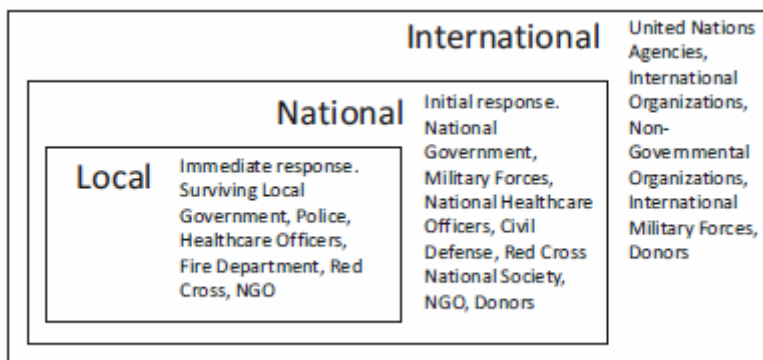 International
United Nations
Agencies,
International
Organizations,
Non-
Governmental
Organizations,
International
Military Forces,
Donors
National
Initial response.
National
Government,
Military Forces,
National Healthcare
Officers, Civil
Defense, Red Cross
National Society,
NGO, Donors
Local
Immediate response.
Surviving Local
Government, Police,
Healthcare Officers,
Fire Department, Red
Cross, NGO